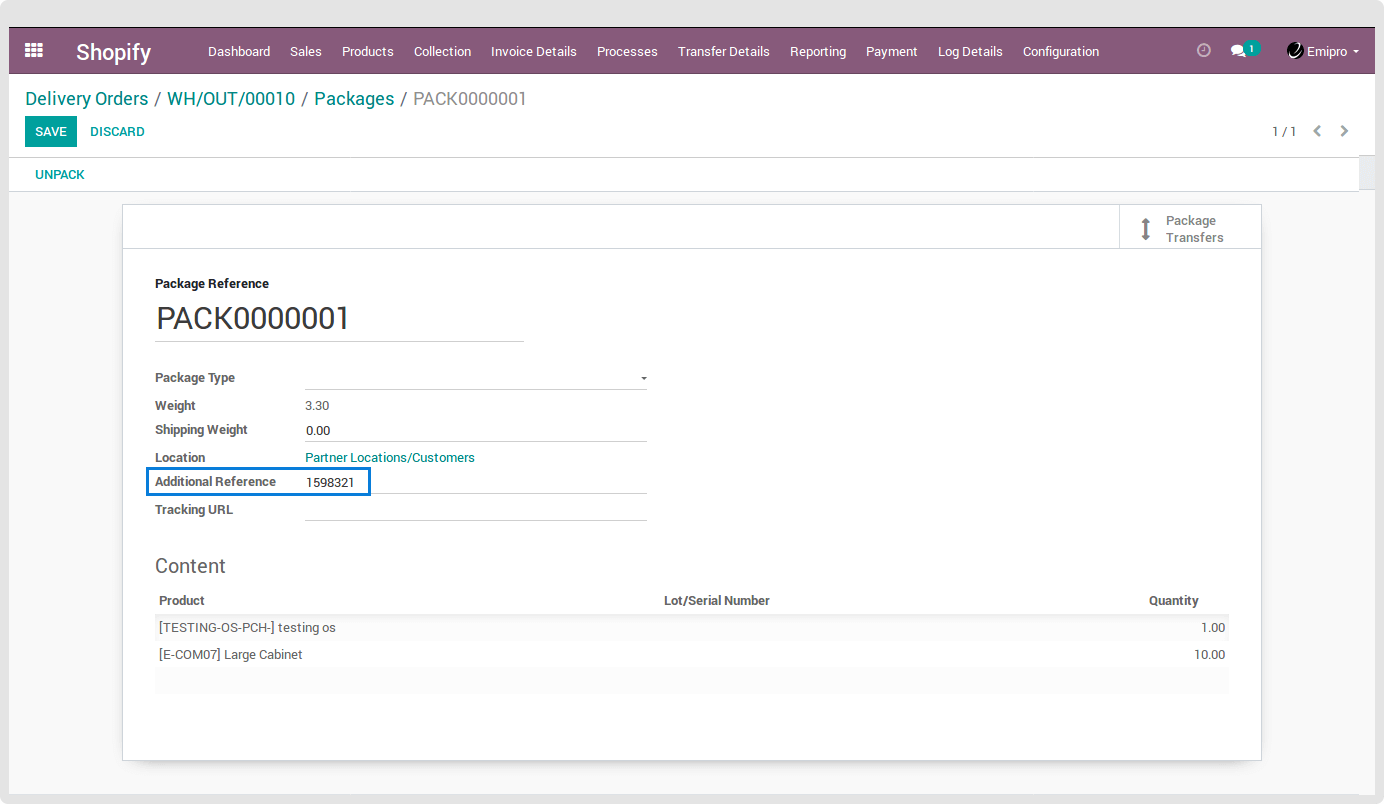 Shopify Dashboard Sales Products Collection Invoice Details Processes Transfer Details Reporting Payment Log Details Configuration 1 Emipro
Delivery Orders / WH/OUT/00010 / Packages / PACK0000001
SAVE DISCARD 1 / 1
UNPACK
Package
Transfers
Package Reference
PACK0000001
Package Type
Weight 3.30
Shipping Weight 0.00
Location Partner Locations/Customers
Additional Reference 1598321
Tracking URL
Content
Product Lot/Serial Number Quantity
[TESTING-OS-PCH-] testing os 1.00
[E-COM07] Large Cabinet 10.00